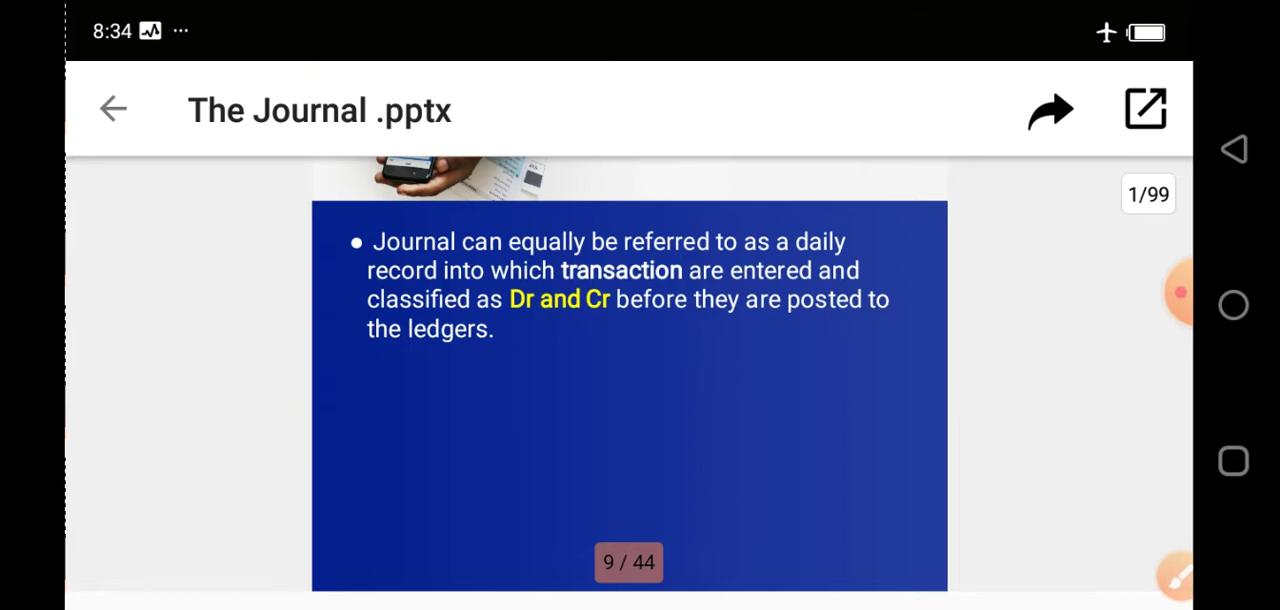 8:34 ...
The Journal .pptx
1/99
● Journal can equally be referred to as a daily
record into which transaction are entered and
classified as Dr and Cr before they are posted to
the ledgers.
9 / 44